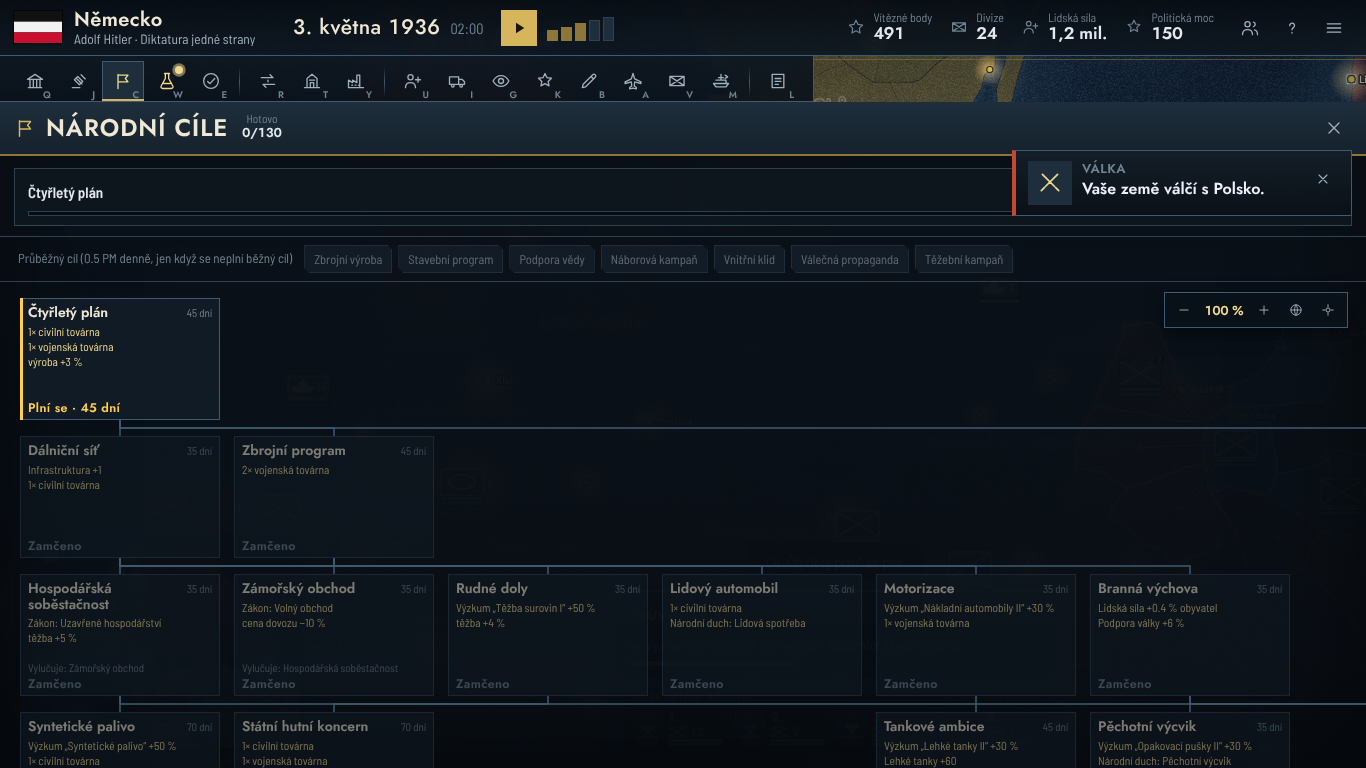 Německo
Adolf Hitler · Diktatura jedné strany
3. května 1936 02:00
Vítězné body
491
Divize
24
Lidská síla
1,2 mil.
Politická moc
150
?
Q J C W E R T Y U I G K B A V M L
NÁRODNÍ CÍLE
Hotovo
0/130
VÁLKA
Vaše země válčí s Polsko.
Čtyřletý plán
Průběžný cíl (0.5 PM denně, jen když se neplní běžný cíl)
Zbrojní výroba
Stavební program
Podpora vědy
Náborová kampaň
Vnitřní klid
Válečná propaganda
Těžební kampaň
100 %
Čtyřletý plán 45 dní
1× civilní továrna
1× vojenská továrna
výroba +3 %
Plní se · 45 dní
Dálniční síť 35 dní
Infrastruktura +1
1× civilní továrna
Zamčeno
Zbrojní program 45 dní
2× vojenská továrna
Zamčeno
Hospodářská soběstačnost 35 dní
Zákon: Uzavřené hospodářství
těžba +5 %
Vylučuje: Zámořský obchod
Zamčeno
Zámořský obchod 35 dní
Zákon: Volný obchod
cena dovozu −10 %
Vylučuje: Hospodářská soběstačnost
Zamčeno
Rudné doly 35 dní
Výzkum „Těžba surovin I“ +50 %
těžba +4 %
Zamčeno
Lidový automobil 35 dní
1× civilní továrna
Národní duch: Lidová spotřeba
Zamčeno
Motorizace 35 dní
Výzkum „Nákladní automobily II“ +30 %
1× vojenská továrna
Zamčeno
Branná výchova 35 dní
Lidská síla +0.4 % obyvatel
Podpora války +6 %
Zamčeno
Syntetické palivo 70 dní
Výzkum „Syntetické palivo“ +50 %
1× civilní továrna
Státní hutní koncern 70 dní
1× civilní továrna
1× vojenská továrna
Tankové ambice 45 dní
Výzkum „Lehké tanky II“ +30 %
Lehké tanky +60
Pěchotní výcvik 35 dní
Výzkum „Opakovací pušky II“ +30 %
Národní duch: Pěchotní výcvik